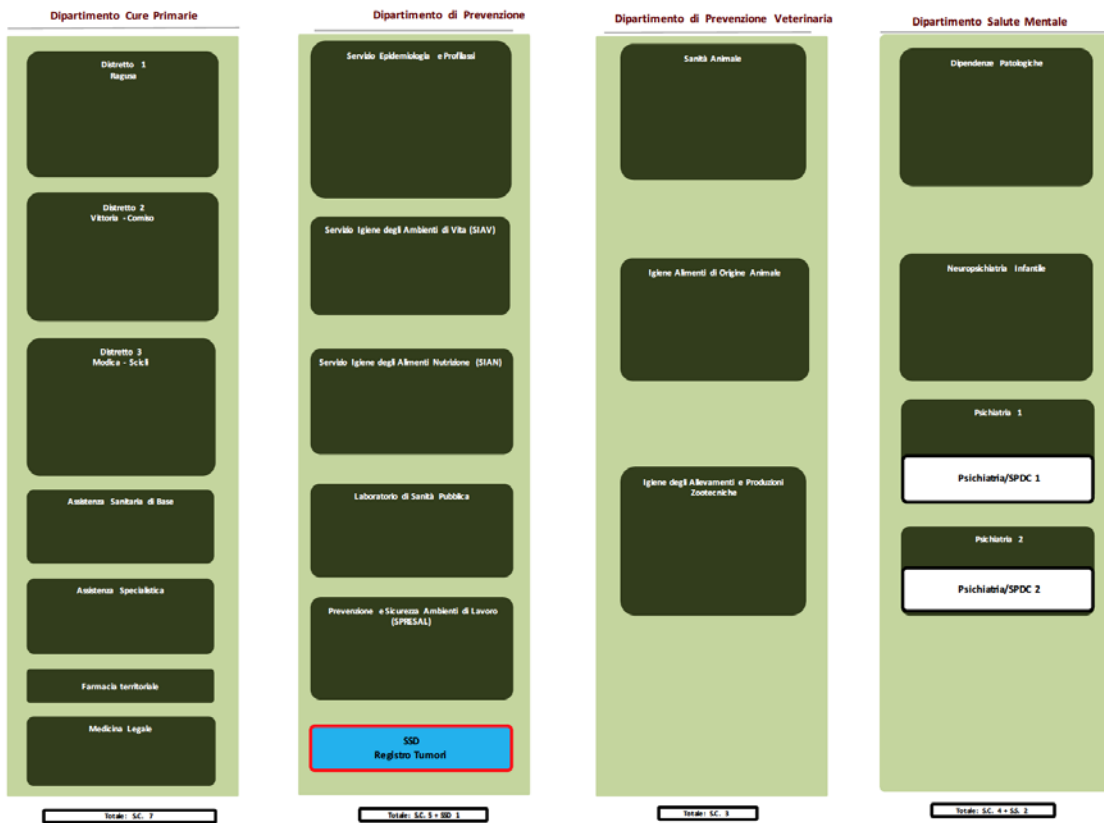 Dipartimento Cure Primarie
Distretto 1
Ragusa
Distretto 2
Vittoria - Comiso
Distretto 3
Modica - Scicli
Assistenza Sanitaria di Base
Assistenza Specialistica
Farmacia territoriale
Medicina Legale
Totale: S.C. 7
Dipartimento di Prevenzione
Servizio Epidemiologia e Profilassi
Servizio Igiene degli Ambienti di Vita (SIAV)
Servizio Igiene degli Alimenti Nutrizione (SIAN)
Laboratorio di Sanità Pubblica
Prevenzione e Sicurezza Ambienti di Lavoro
(SPRESAL)
SSD
Registro Tumori
Totale: S.C. 5 + SSD 1
Dipartimento di Prevenzione Veterinaria
Sanità Animale
Igiene Alimenti di Origine Animale
Igiene degli Allevamenti e Produzioni
Zootecniche
Totale: S.C. 3
Dipartimento Salute Mentale
Dipendenze Patologiche
Neuropsichiatria Infantile
Psichiatria 1
Psichiatria/SPDC 1
Psichiatria 2
Psichiatria/SPDC 2
Totale: S.C. 4 + S.S. 2